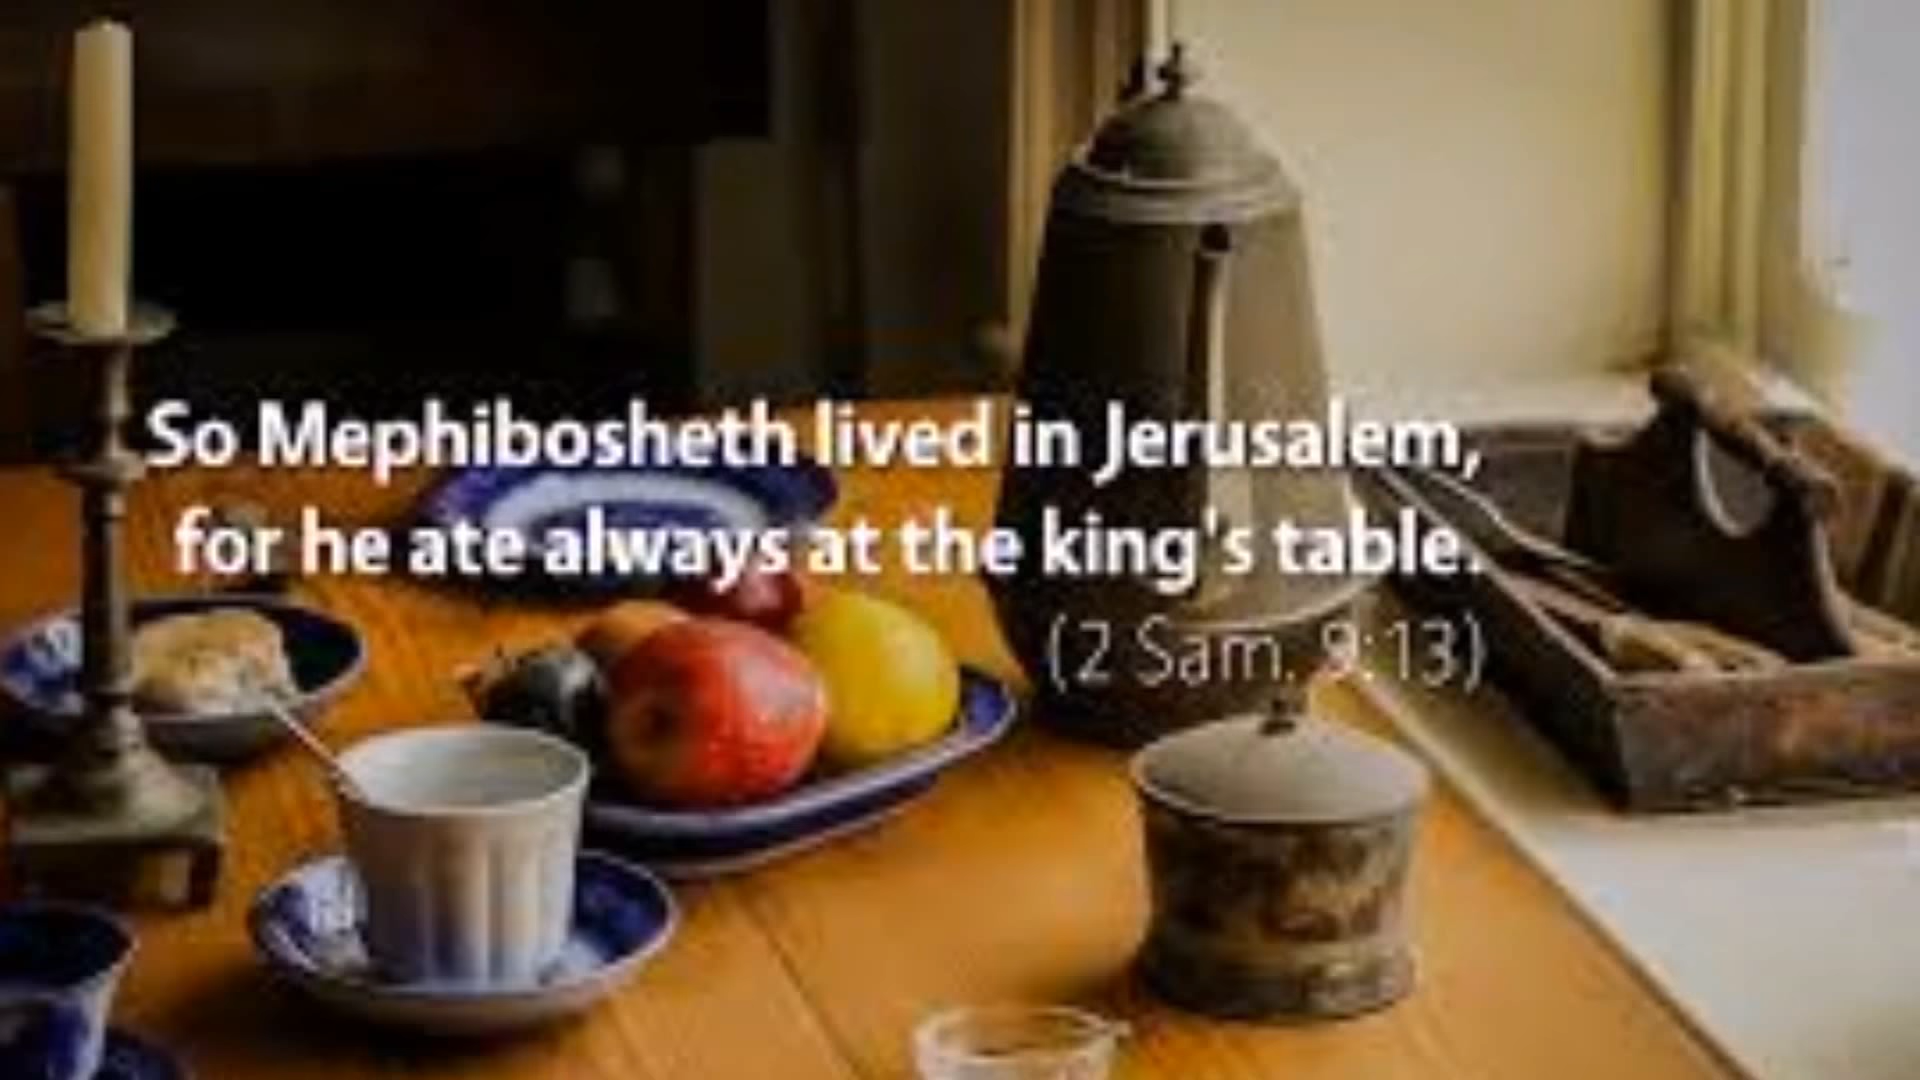 So Mephibosheth lived in Jerusalem,
for he ate always at the king's table.
(2 Sam. 9:13)